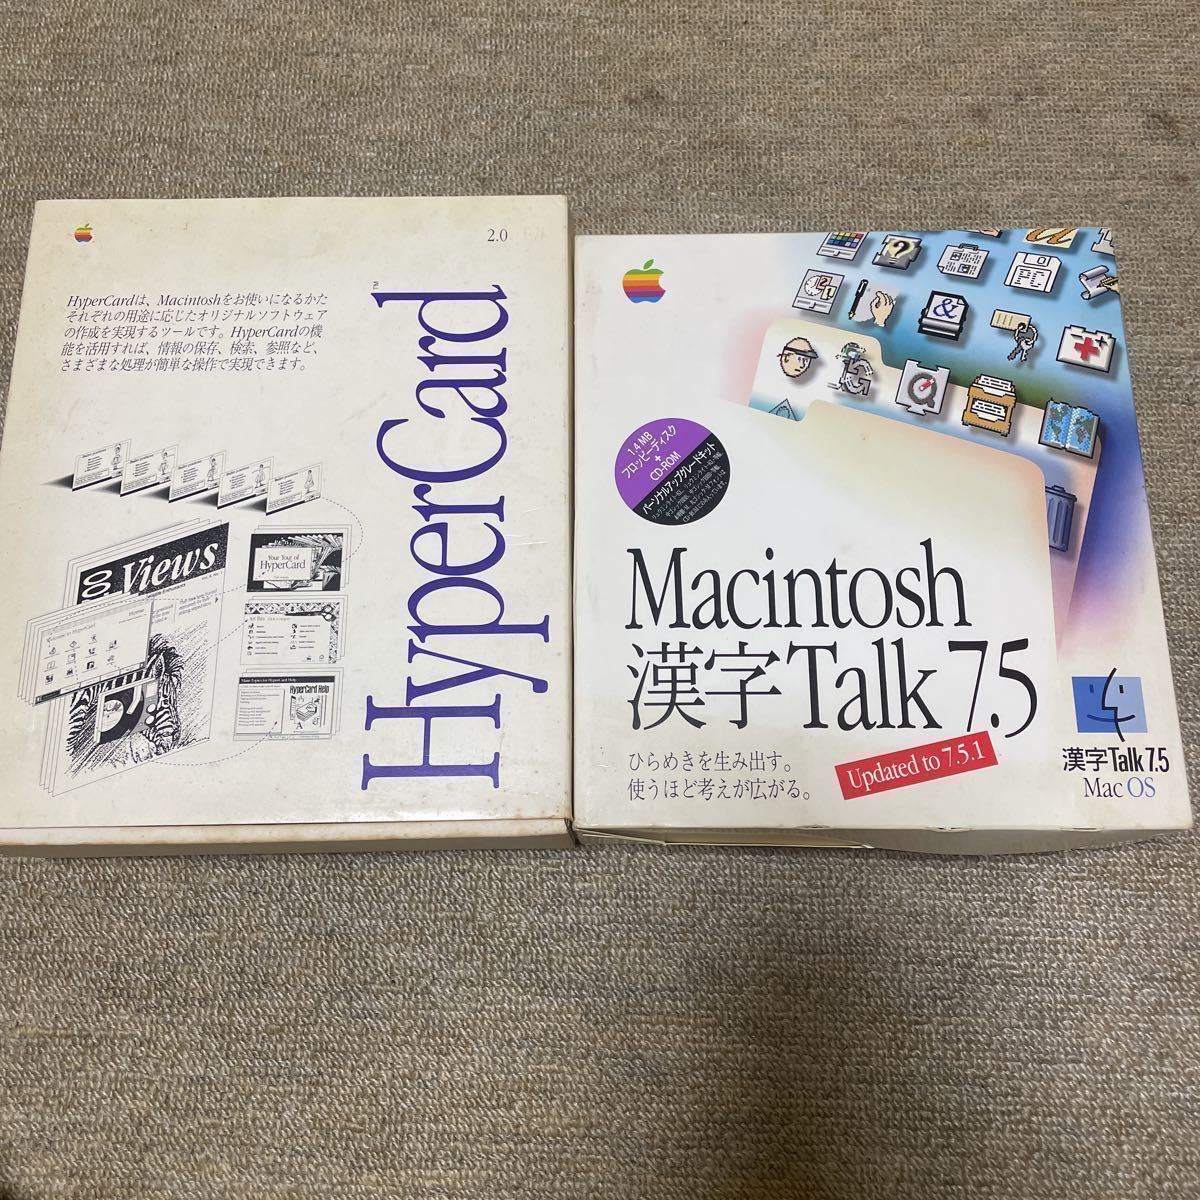 2.0
HyperCardは、Macintoshをお使いになるかた
それぞれの用途に応じたオリジナルソフトウェア
の作成を実現するツールです。HyperCardの機
能を活用すれば、情報の保存、検索、参照など、
さまざまな処理が簡単な操作で実現できます。
HyperCard™
Views
Your Tour of
HyperCard
Home
Welcome to HyperCard
Art Bits
HyperCard Help
1.4 MB
フロッピーディスク
+
CD-ROM
パーソナルアップグレードキット
Macintosh
漢字Talk 7.5
Updated to 7.5.1
ひらめきを生み出す。
使うほど考えが広がる。
漢字Talk 7.5
Mac OS